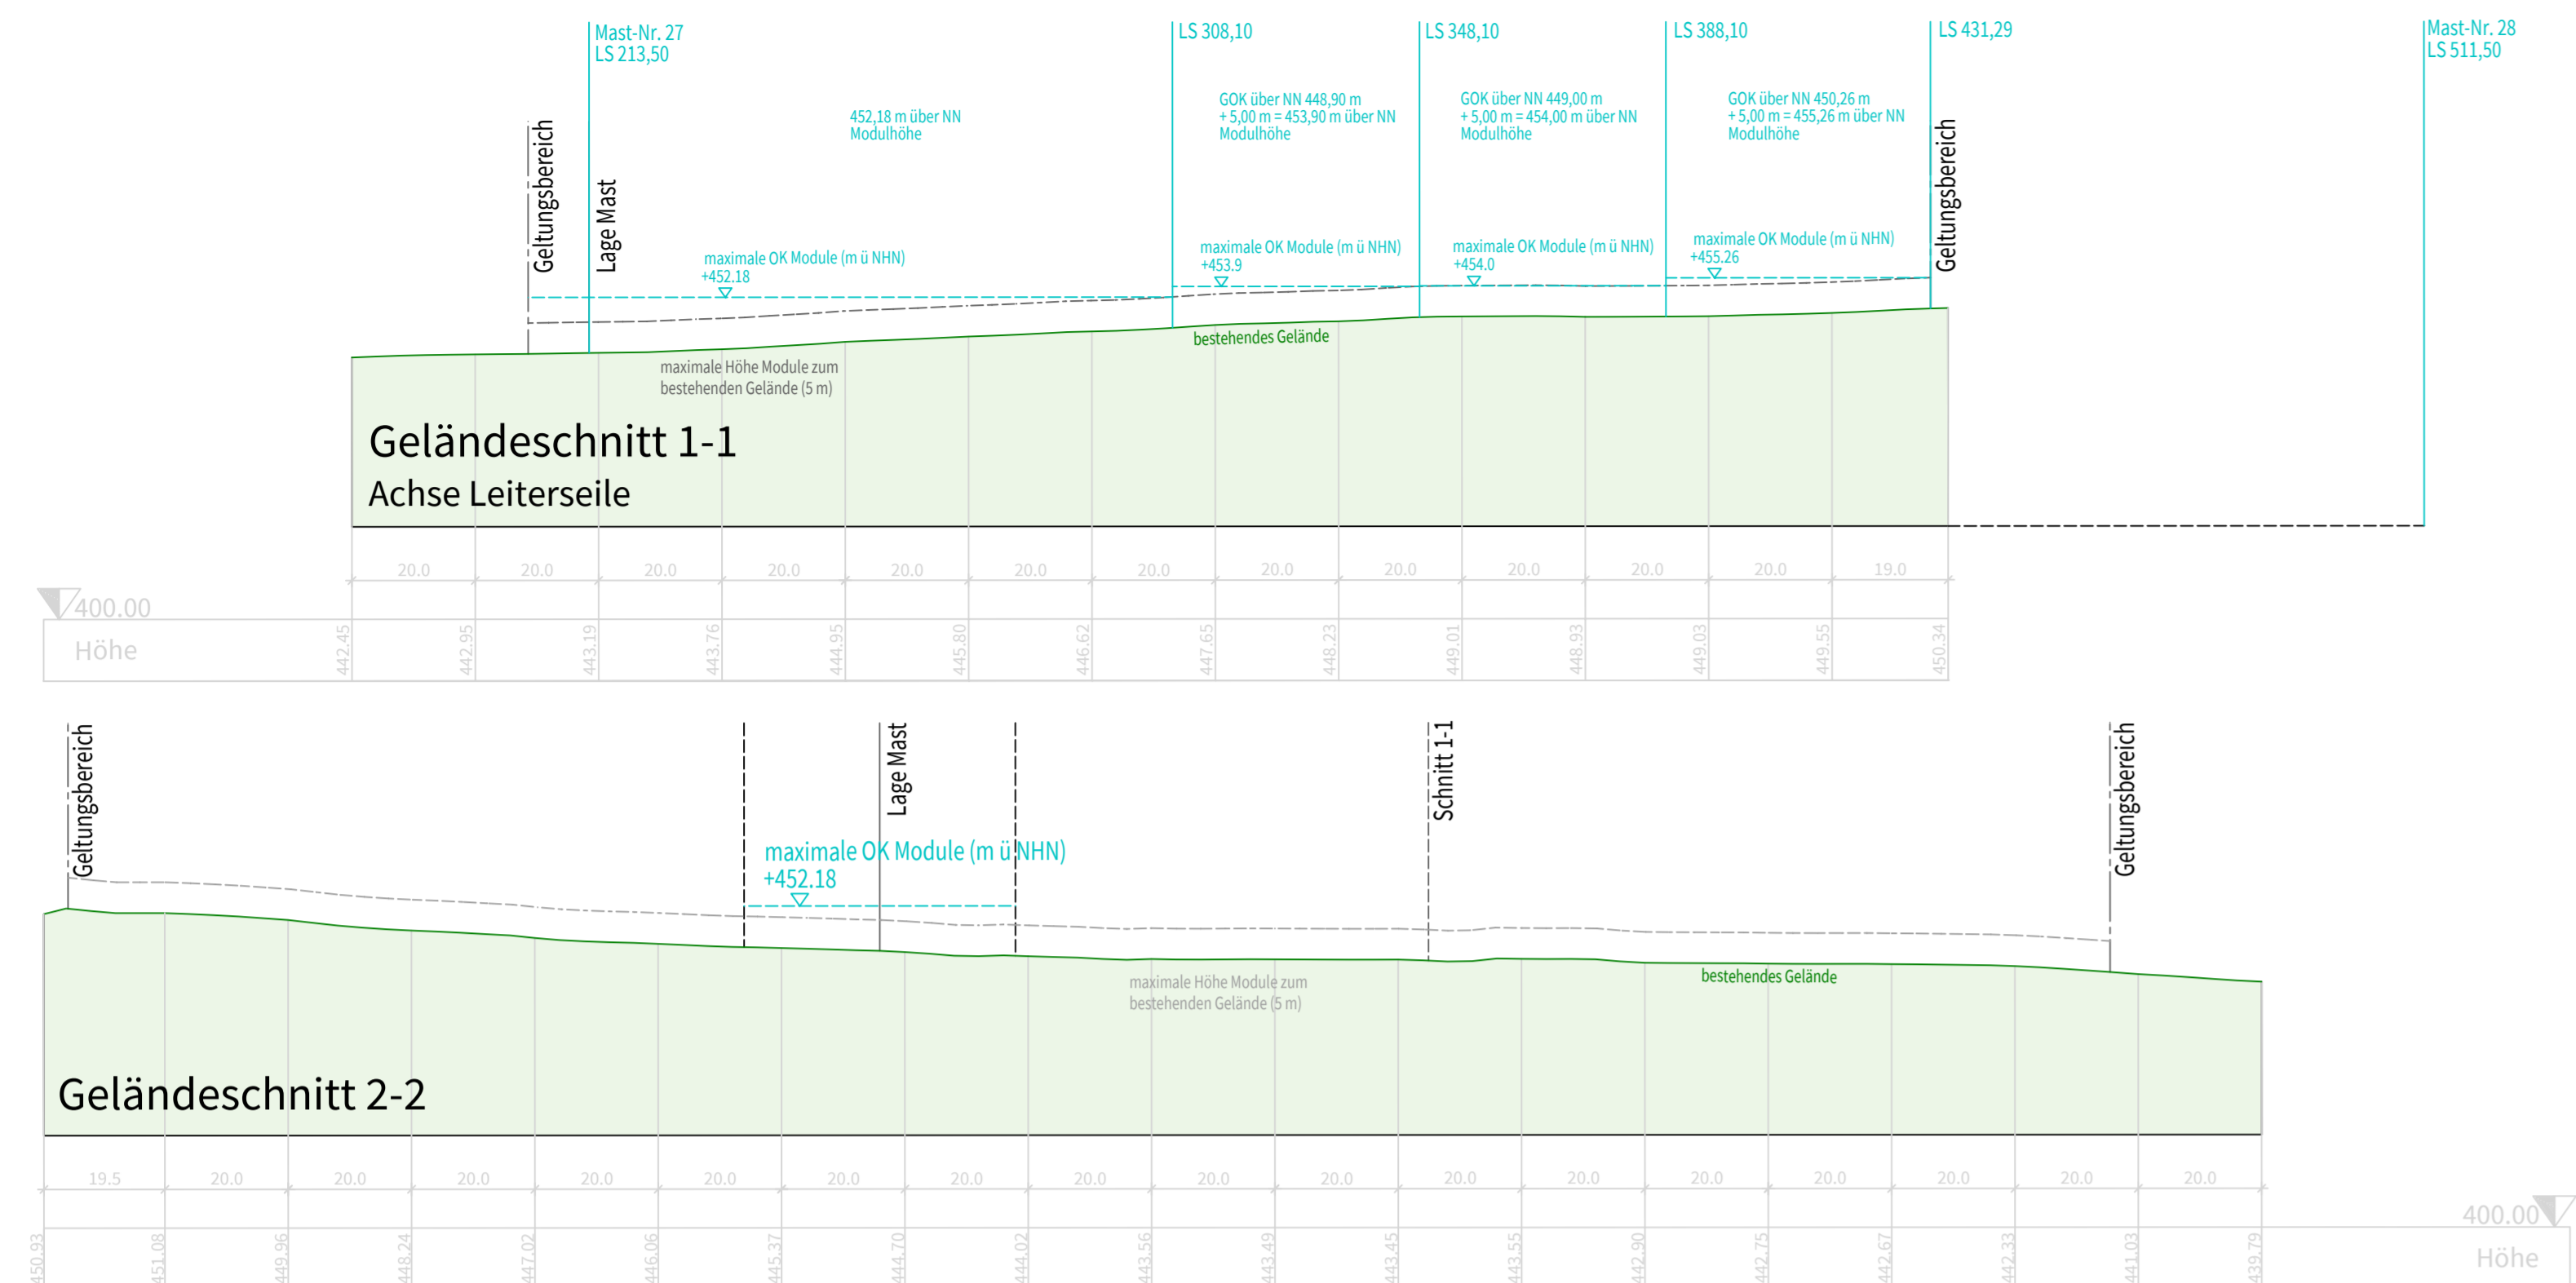 Mast-Nr. 27
LS 213,50
LS 308,10
LS 348,10
LS 388,10
LS 431,29
Mast-Nr. 28
LS 511,50
452,18 m über NN
Modulhöhe
GOK über NN 448,90 m
+ 5,00 m = 453,90 m über NN
Modulhöhe
GOK über NN 449,00 m
+ 5,00 m = 454,00 m über NN
Modulhöhe
GOK über NN 450,26 m
+ 5,00 m = 455,26 m über NN
Modulhöhe
Geltungsbereich
Lage Mast
Geltungsbereich
maximale OK Module (m ü NHN)
+452.18
maximale OK Module (m ü NHN)
+453.9
maximale OK Module (m ü NHN)
+454.0
maximale OK Module (m ü NHN)
+455.26
bestehendes Gelände
maximale Höhe Module zum
bestehenden Gelände (5 m)
Geländeschnitt 1-1
Achse Leiterseile
20.0 20.0 20.0 20.0 20.0 20.0 20.0 20.0 20.0 20.0 20.0 20.0 19.0
400.00
Höhe
442.45 442.95 443.19 443.76 444.95 445.80 446.62 447.65 448.23 449.01 448.93 449.03 449.55 450.34
Geltungsbereich
Lage Mast
Schnitt 1-1
Geltungsbereich
maximale OK Module (m ü NHN)
+452.18
maximale Höhe Module zum
bestehenden Gelände (5 m)
bestehendes Gelände
Geländeschnitt 2-2
19.5 20.0 20.0 20.0 20.0 20.0 20.0 20.0 20.0 20.0 20.0 20.0 20.0 20.0 20.0 20.0 20.0 20.0
400.00
Höhe
450.93 451.08 449.96 448.24 447.02 446.06 445.37 444.70 444.02 443.56 443.49 443.45 443.55 442.90 442.75 442.67 442.33 441.03 439.79